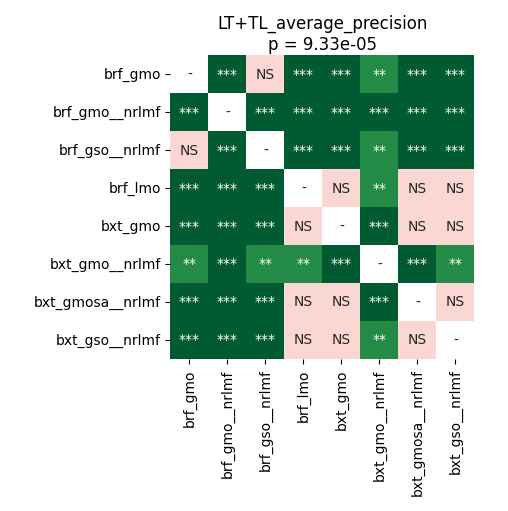 LT+TL_average_precision
p = 9.33e-05
brf_gmo - *** NS *** *** ** *** ***
brf_gmo__nrlmf *** - *** *** *** *** *** ***
brf_gso__nrlmf NS *** - *** *** ** *** ***
brf_lmo *** *** *** - NS ** NS NS
bxt_gmo *** *** *** NS - *** NS NS
bxt_gmo__nrlmf ** *** ** ** *** - *** **
bxt_gmosa__nrlmf *** *** *** NS NS *** - NS
bxt_gso__nrlmf *** *** *** NS NS ** NS -
brf_gmo
brf_gmo__nrlmf
brf_gso__nrlmf
brf_lmo
bxt_gmo
bxt_gmo__nrlmf
bxt_gmosa__nrlmf
bxt_gso__nrlmf